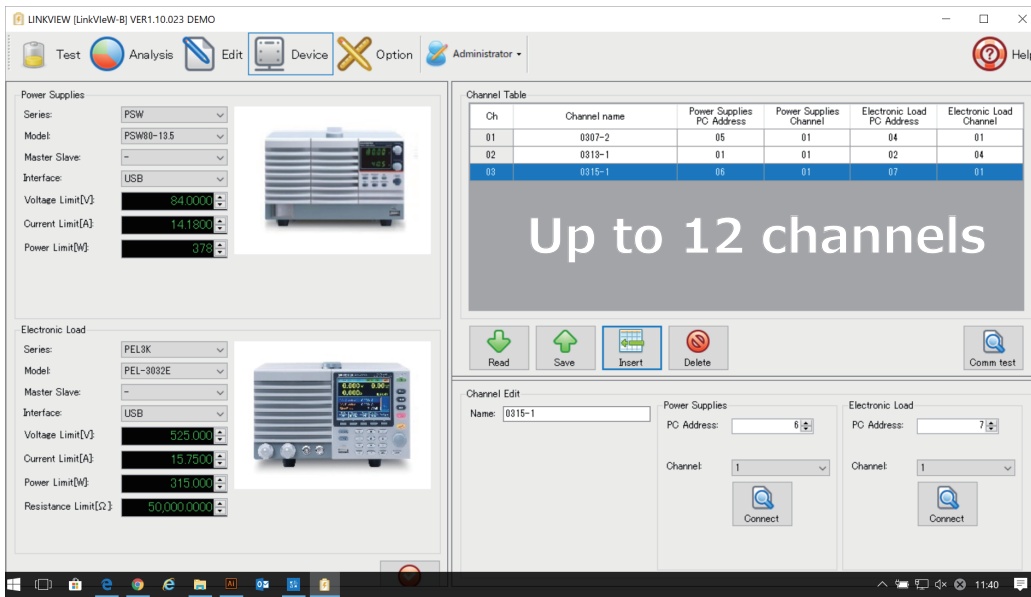 LINKVIEW [LinkVIeW-B] VER1.10.023 DEMO
Test Analysis Edit Device Option Administrator Help
Power Supplies
Series: PSW
Model: PSW80-13.5
Master Slave: -
Interface: USB
Voltage Limit[V]: 84.0000
Current Limit[A]: 14.1800
Power Limit[W]: 378
Electronic Load
Series: PEL3K
Model: PEL-3032E
Master Slave: -
Interface: USB
Voltage Limit[V]: 525.000
Current Limit[A]: 15.7500
Power Limit[W]: 315.000
Resistance Limit[Ω]: 50,000.0000
Channel Table
Ch Channel name Power Supplies PC Address Power Supplies Channel Electronic Load PC Address Electronic Load Channel
01 0307-2 05 01 04 01
02 0313-1 01 01 02 04
03 0315-1 06 01 07 01
Up to 12 channels
Read Save Insert Delete Comm test
Channel Edit
Name: 0315-1
Power Supplies
PC Address: 6
Channel: 1
Connect
Electronic Load
PC Address: 7
Channel: 1
Connect
11:40